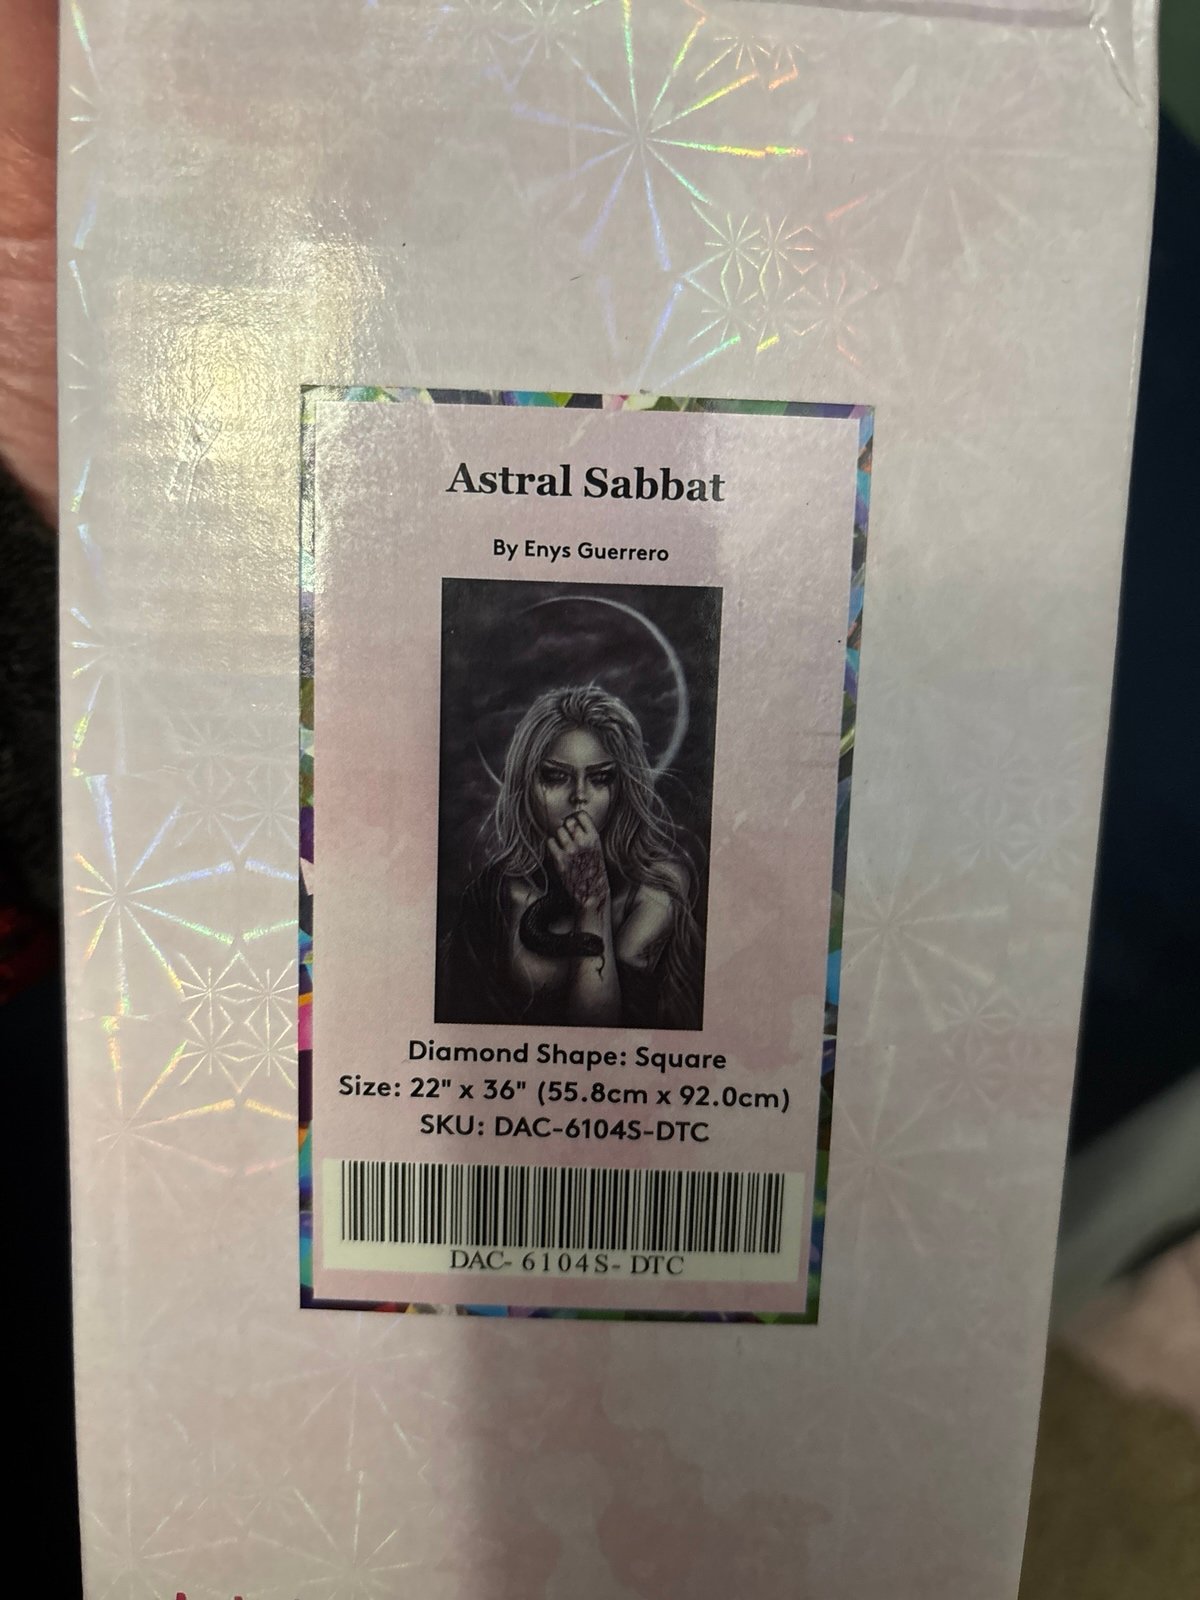 Astral Sabbat
By Enys Guerrero
Diamond Shape: Square
Size: 22" x 36" (55.8cm x 92.0cm)
SKU: DAC-6104S-DTC
DAC- 6104S- DTC